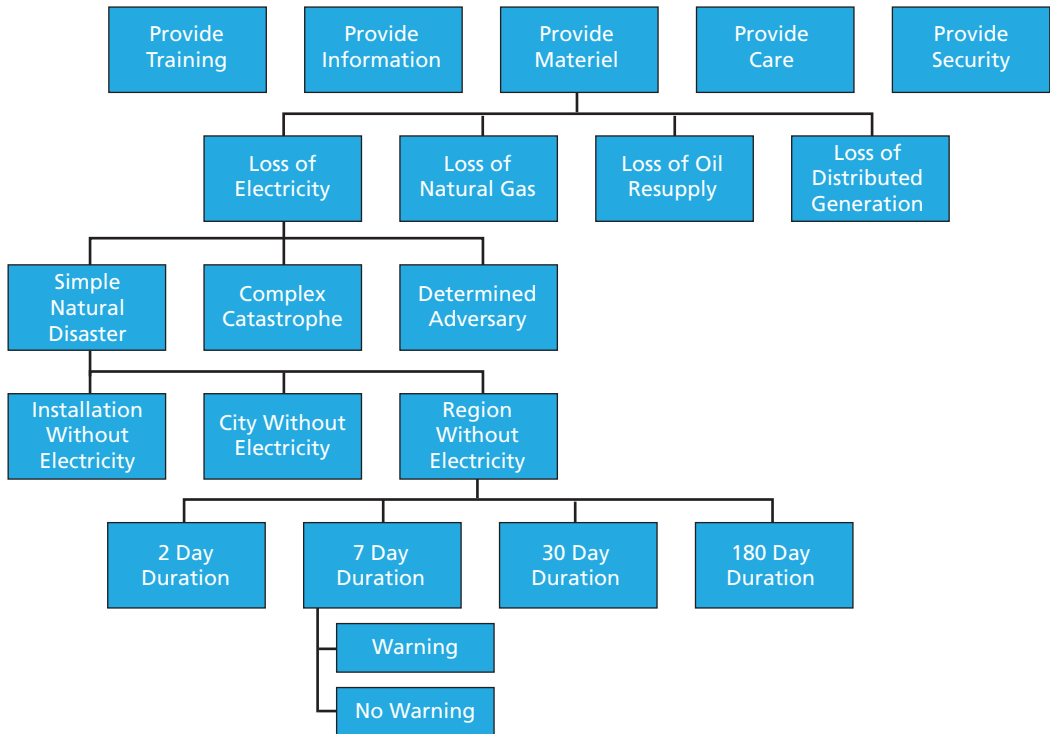 Provide
Training
Provide
Information
Provide
Materiel
Provide
Care
Provide
Security
Loss of
Electricity
Loss of
Natural Gas
Loss of Oil
Resupply
Loss of
Distributed
Generation
Simple
Natural
Disaster
Complex
Catastrophe
Determined
Adversary
Installation
Without
Electricity
City Without
Electricity
Region
Without
Electricity
2 Day
Duration
7 Day
Duration
30 Day
Duration
180 Day
Duration
Warning
No Warning